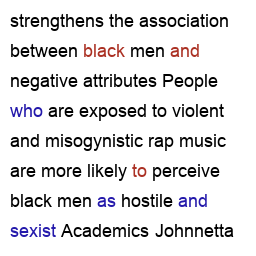 strengthens the association
between black men and
negative attributes People
who are exposed to violent
and misogynistic rap music
are more likely to perceive
black men as hostile and
sexist Academics Johnnetta